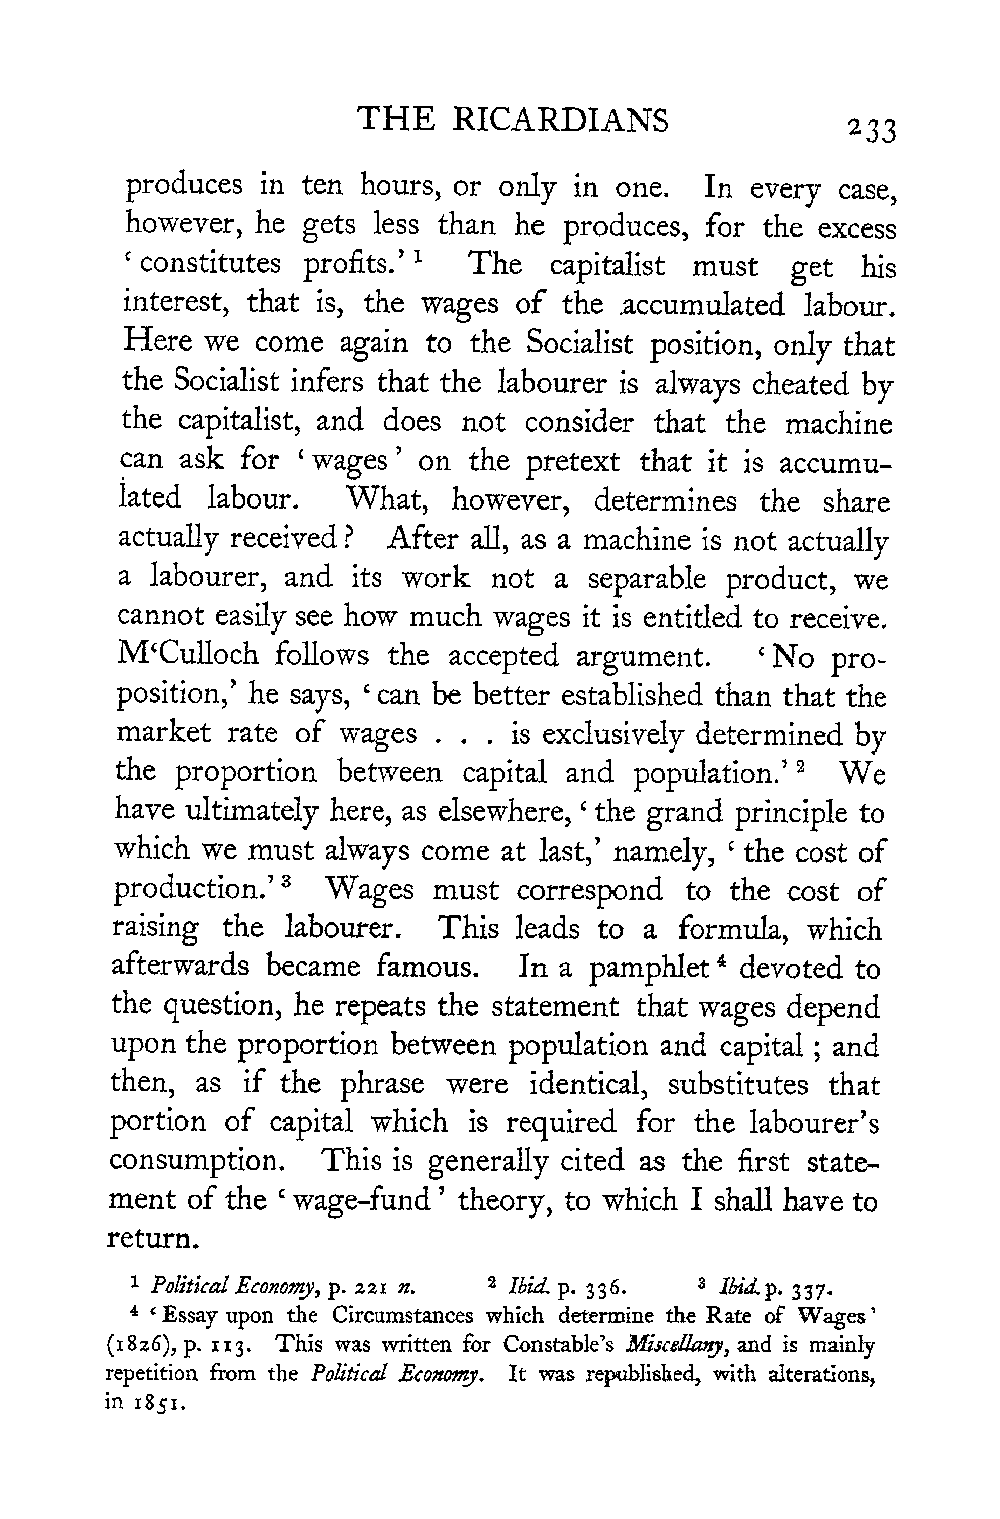 THE RICARDIANS 233
produces in ten hours, or only in one. In every case,
however, he gets less than he produces, for the excess
‘ constitutes profits.’ ¹ The capitalist must get his
interest, that is, the wages of the accumulated labour.
Here we come again to the Socialist position, only that
the Socialist infers that the labourer is always cheated by
the capitalist, and does not consider that the machine
can ask for ‘ wages ’ on the pretext that it is accumu-
lated labour. What, however, determines the share
actually received ? After all, as a machine is not actually
a labourer, and its work not a separable product, we
cannot easily see how much wages it is entitled to receive.
M‘Culloch follows the accepted argument. ‘ No pro-
position,’ he says, ‘ can be better established than that the
market rate of wages . . . is exclusively determined by
the proportion between capital and population.’ ² We
have ultimately here, as elsewhere, ‘ the grand principle to
which we must always come at last,’ namely, ‘ the cost of
production.’ ³ Wages must correspond to the cost of
raising the labourer. This leads to a formula, which
afterwards became famous. In a pamphlet ⁴ devoted to
the question, he repeats the statement that wages depend
upon the proportion between population and capital ; and
then, as if the phrase were identical, substitutes that
portion of capital which is required for the labourer’s
consumption. This is generally cited as the first state-
ment of the ‘ wage-fund ’ theory, to which I shall have to
return.
¹ Political Economy, p. 221 n. ² Ibid. p. 336. ³ Ibid. p. 337.
⁴ ‘ Essay upon the Circumstances which determine the Rate of Wages ’
(1826), p. 113. This was written for Constable’s Miscellany, and is mainly
repetition from the Political Economy. It was republished, with alterations,
in 1851.